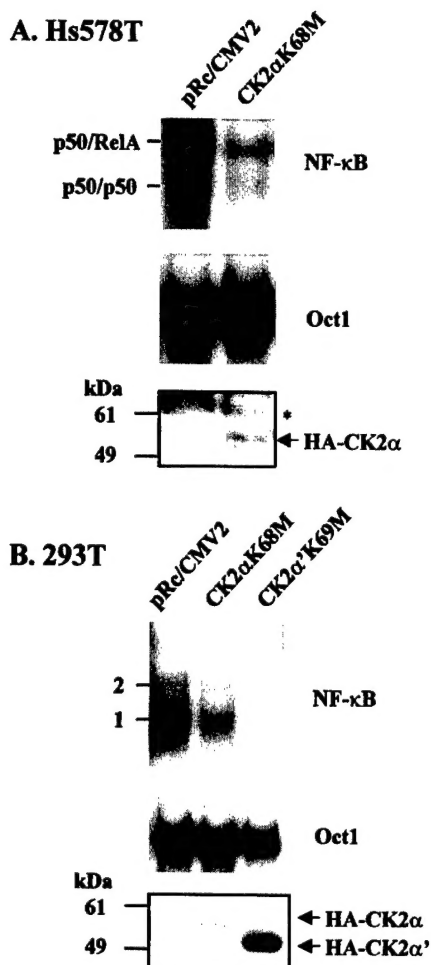 A. Hs578T
pRc/CMV2
CK2αK68M
p50/RelA
NF-κB
p50/p50
Oct1
kDa
61
*
HA-CK2α
49
B. 293T
pRc/CMV2
CK2αK68M
CK2α'K69M
2
NF-κB
1
Oct1
kDa
61
HA-CK2α
49
HA-CK2α'